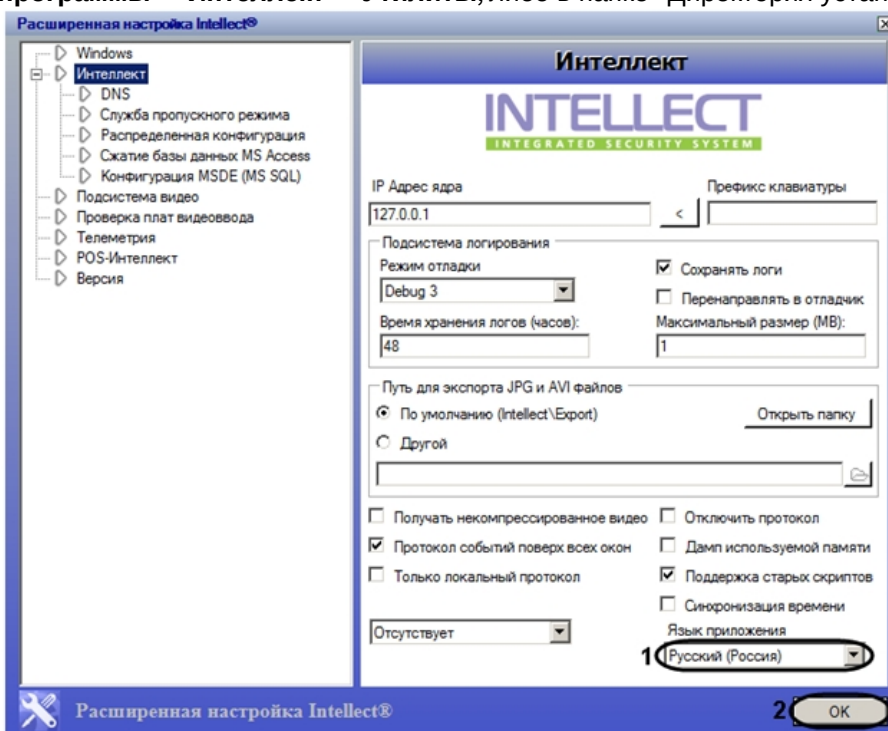 Расширенная настройка Intellect®
Windows
Интеллект
DNS
Служба пропускного режима
Распределенная конфигурация
Сжатие базы данных MS Access
Конфигурация MSDE (MS SQL)
Подсистема видео
Проверка плат видеоввода
Телеметрия
POS-Интеллект
Версия
Интеллект
INTELLECT
INTEGRATED SECURITY SYSTEM
IP Адрес ядра
Префикс клавиатуры
127.0.0.1
<
Подсистема логирования
Режим отладки
Сохранять логи
Debug 3
Перенаправлять в отладчик
Время хранения логов (часов):
Максимальный размер (MB):
48
1
Путь для экспорта JPG и AVI файлов
По умолчанию (Intellect\Export)
Открыть папку
Другой
Получать некомпрессированное видео
Отключить протокол
Протокол событий поверх всех окон
Дамп используемой памяти
Только локальный протокол
Поддержка старых скриптов
Синхронизация времени
Отсутствует
Язык приложения
1
Русский (Россия)
Расширенная настройка Intellect®
2
OK